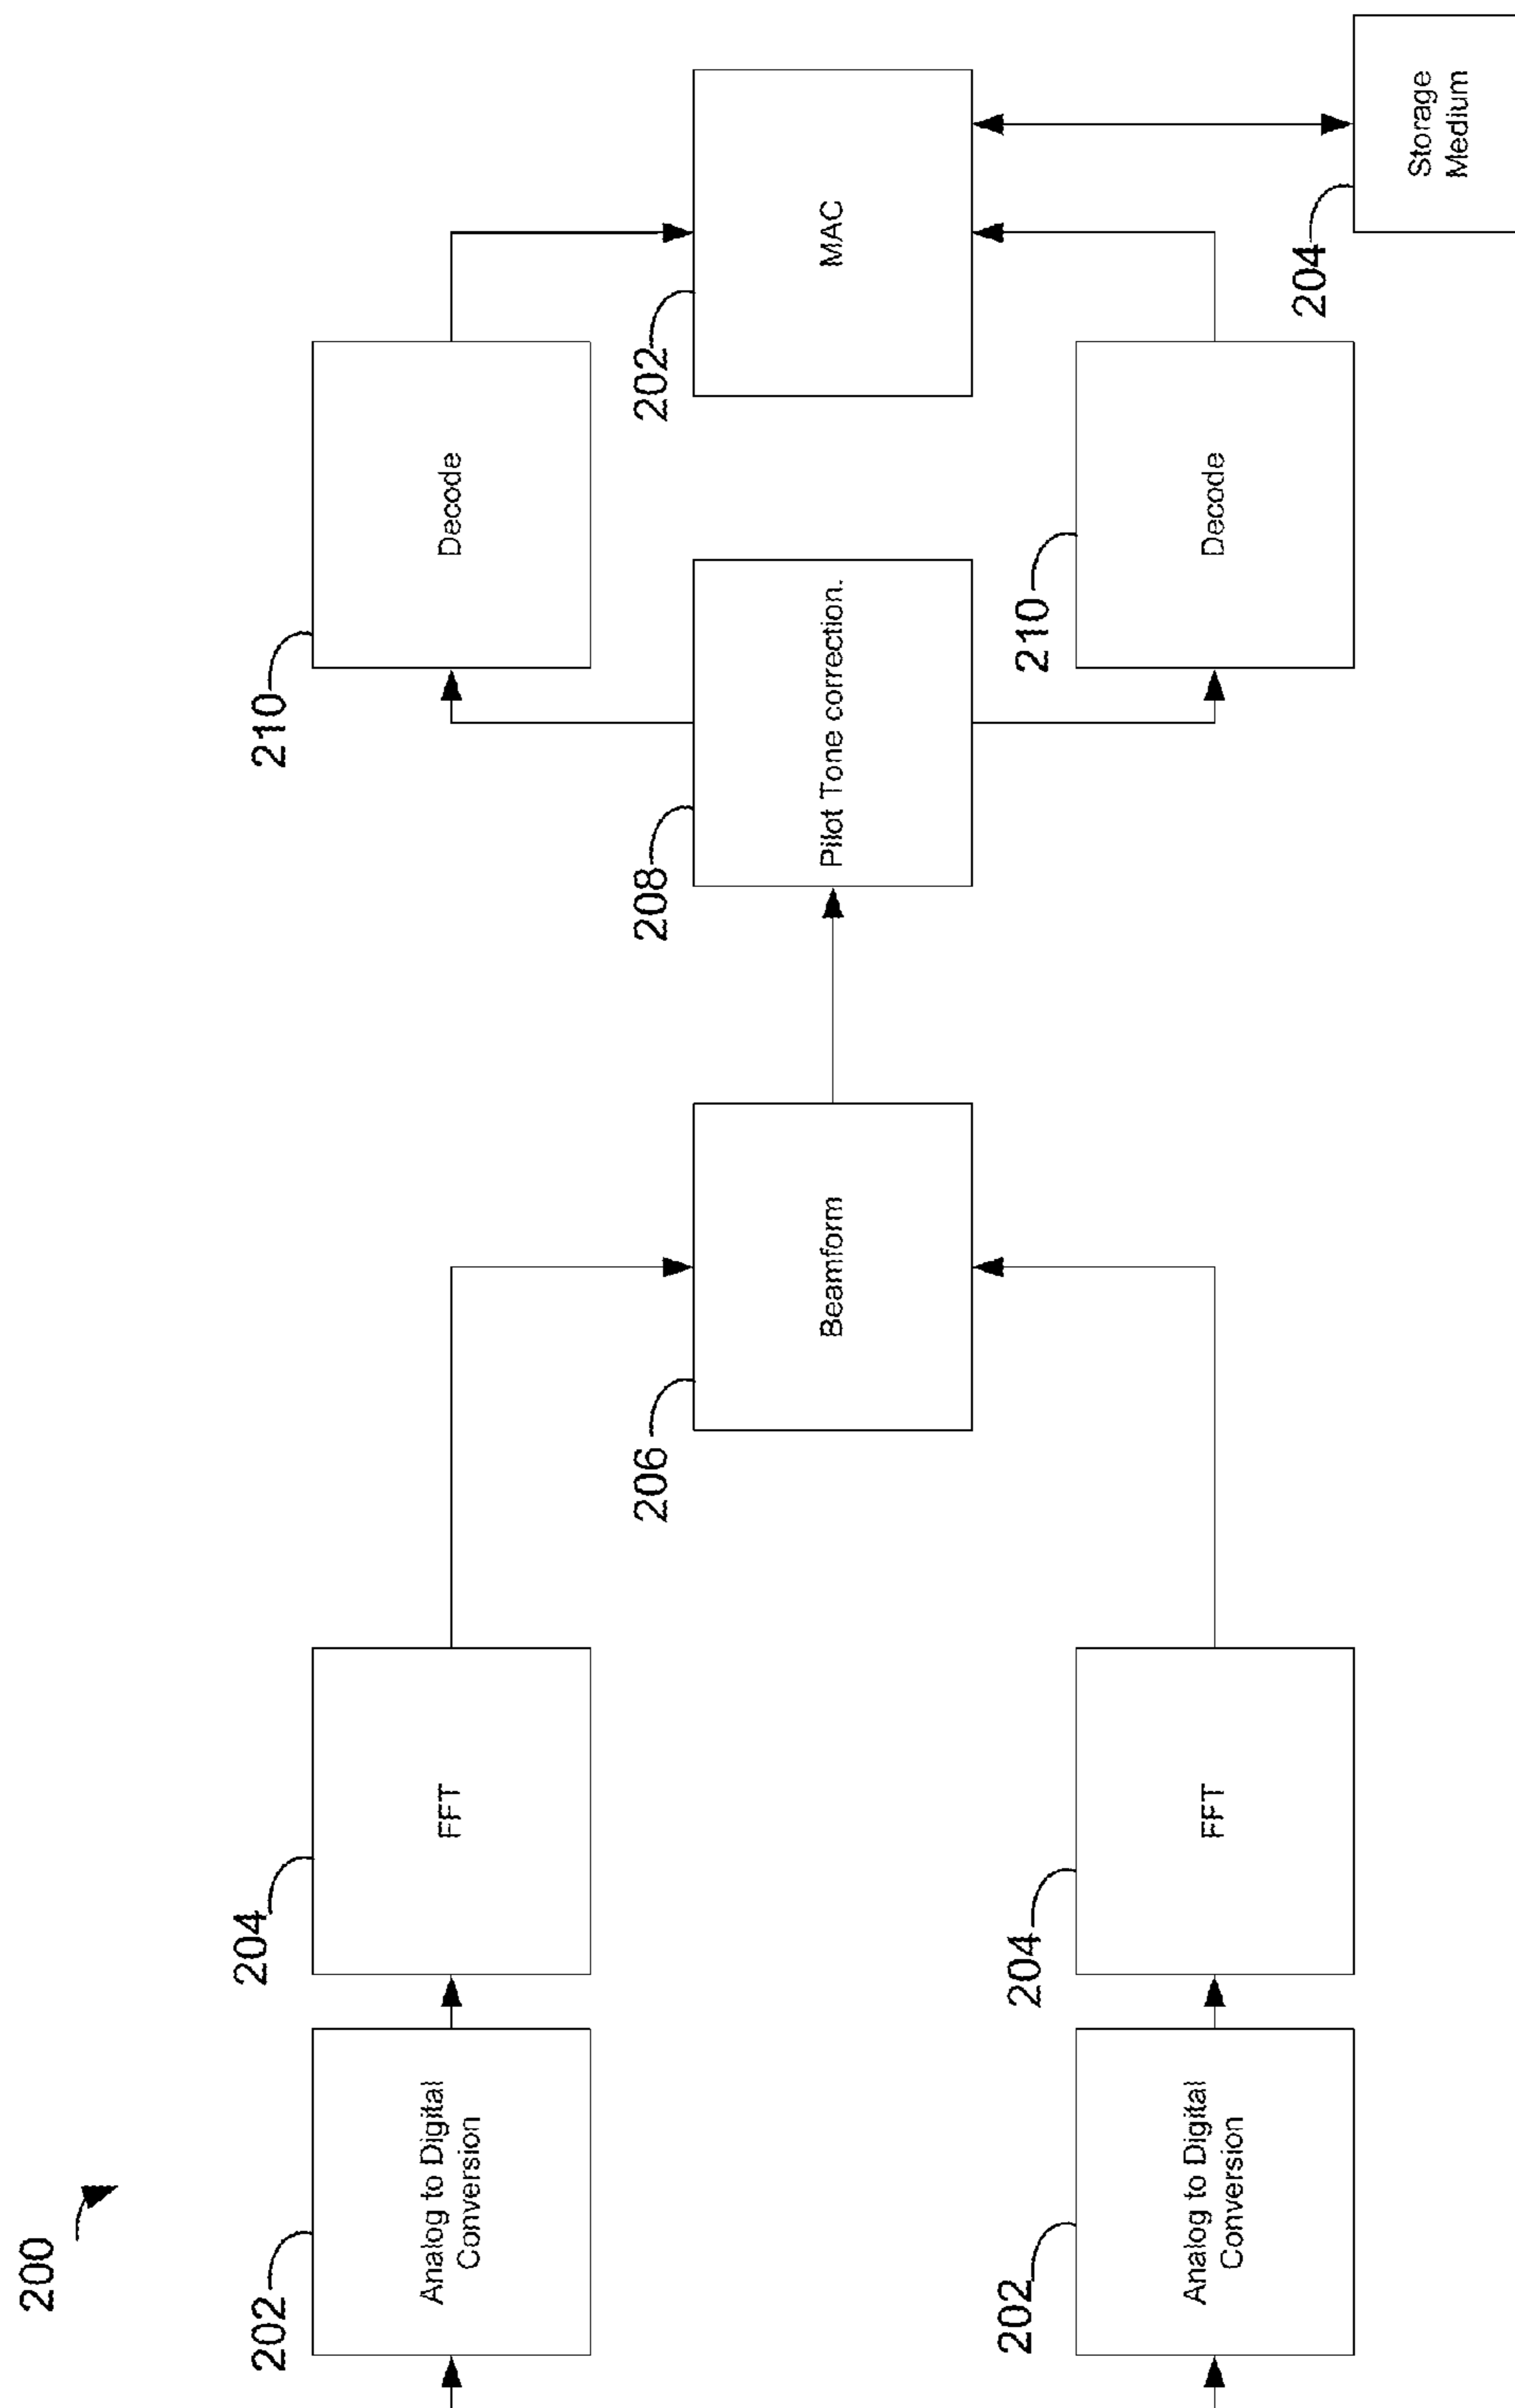 200
202
Analog to Digital
Conversion
204
FFT
202
Analog to Digital
Conversion
204
FFT
206
Beamform
208
Pilot Tone correction.
210
Decode
210
Decode
202
MAC
204
Storage
Medium